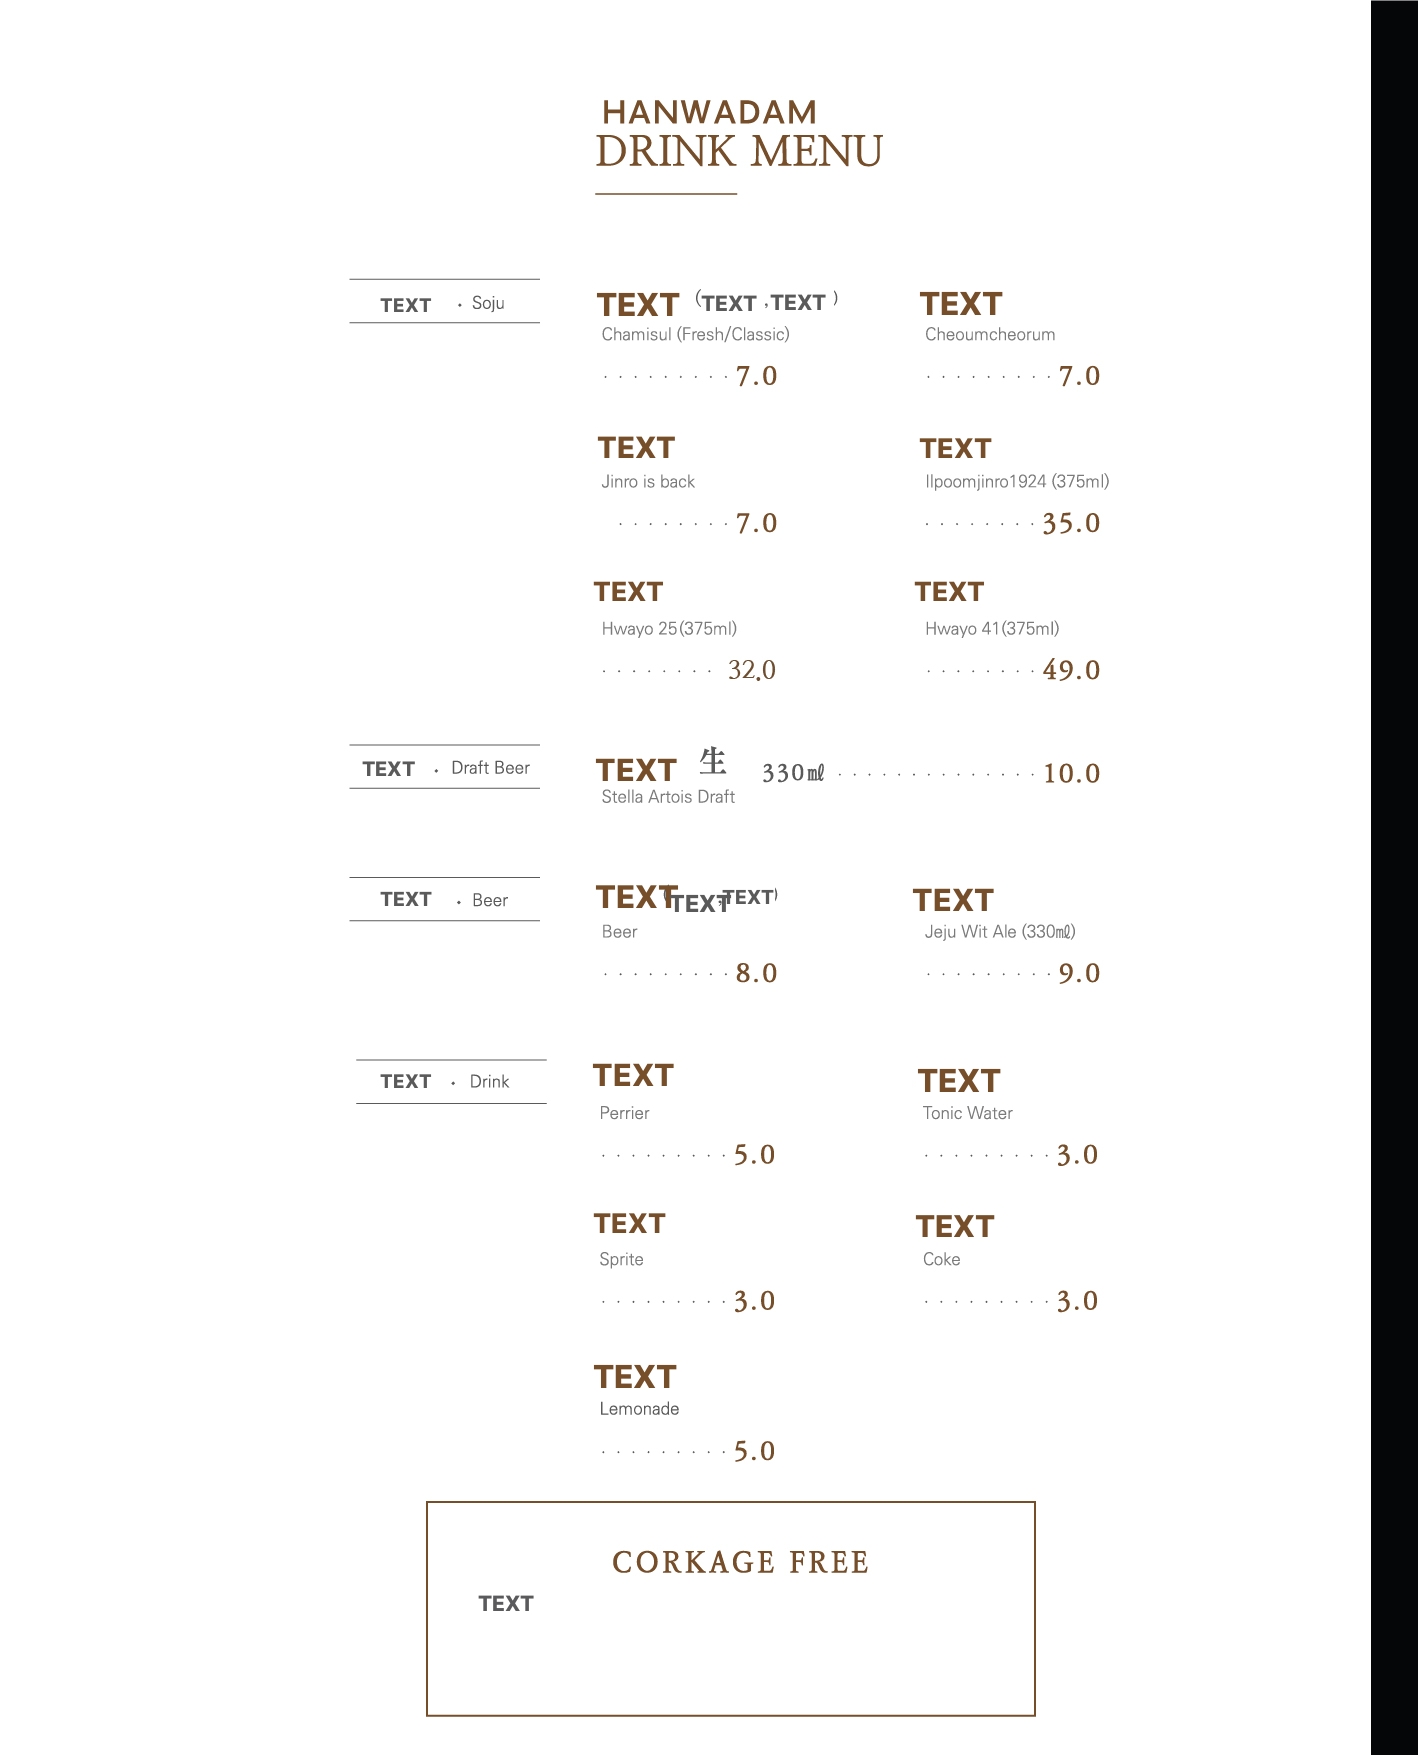 HANWADAM
DRINK MENU
TEXT · Soju
TEXT (TEXT ,TEXT )
Chamisul (Fresh/Classic)
· · · · · · · · · 7.0
TEXT
Cheoumcheorum
· · · · · · · · · 7.0
TEXT
Jinro is back
· · · · · · · · 7.0
TEXT
Ilpoomjinro1924 (375ml)
· · · · · · · · 35.0
TEXT
Hwayo 25(375ml)
· · · · · · · · 32.0
TEXT
Hwayo 41(375ml)
· · · · · · · · 49.0
TEXT · Draft Beer
TEXT 生 330㎖ · · · · · · · · · · · · · · 10.0
Stella Artois Draft
TEXT · Beer
TEXT (TEXT,TEXT)
Beer
· · · · · · · · · 8.0
TEXT
Jeju Wit Ale (330㎖)
· · · · · · · · · 9.0
TEXT · Drink
TEXT
Perrier
· · · · · · · · · 5.0
TEXT
Tonic Water
· · · · · · · · · 3.0
TEXT
Sprite
· · · · · · · · · 3.0
TEXT
Coke
· · · · · · · · · 3.0
TEXT
Lemonade
· · · · · · · · · 5.0
CORKAGE FREE
TEXT